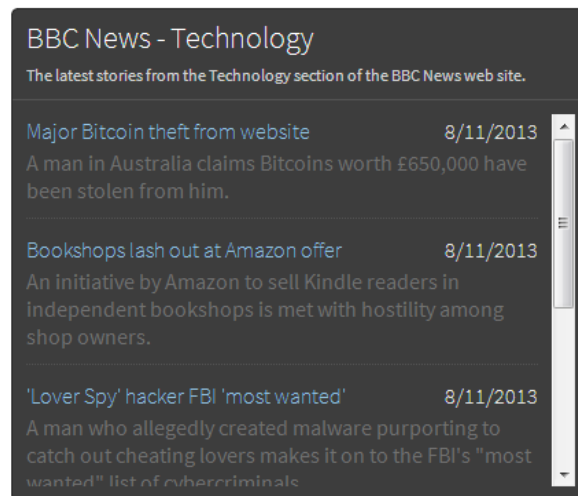 BBC News - Technology
The latest stories from the Technology section of the BBC News web site.
Major Bitcoin theft from website 8/11/2013
A man in Australia claims Bitcoins worth £650,000 have
been stolen from him.
Bookshops lash out at Amazon offer 8/11/2013
An initiative by Amazon to sell Kindle readers in
independent bookshops is met with hostility among
shop owners.
'Lover Spy' hacker FBI 'most wanted' 8/11/2013
A man who allegedly created malware purporting to
catch out cheating lovers makes it on to the FBI's "most
wanted" list of cybercriminals